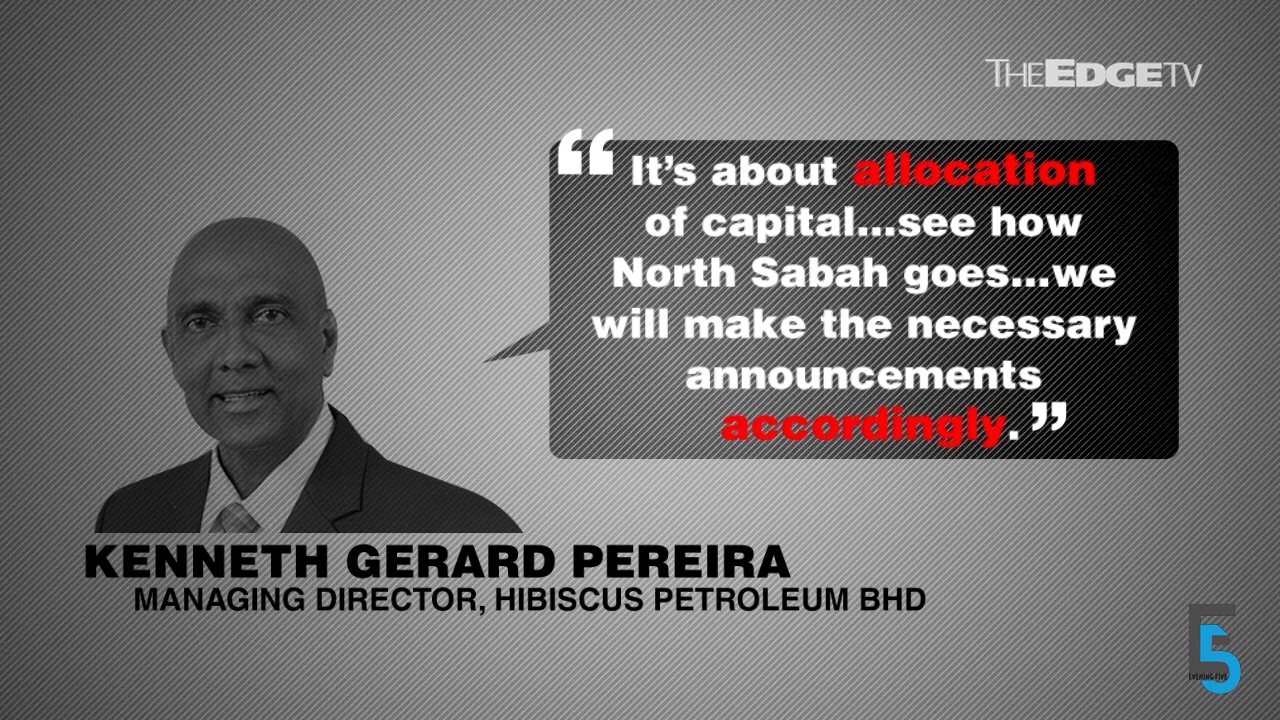 THEEDGETV
“It’s about allocation
of capital...see how
North Sabah goes...we
will make the necessary
announcements
accordingly.”
KENNETH GERARD PEREIRA
MANAGING DIRECTOR, HIBISCUS PETROLEUM BHD
E5
EVENING FIVE